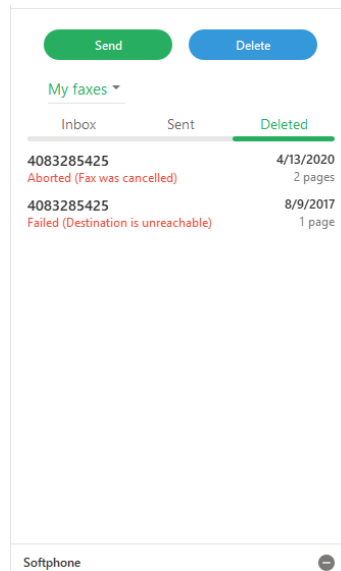 Send Delete
My faxes
Inbox Sent Deleted
4083285425 4/13/2020
Aborted (Fax was cancelled) 2 pages
4083285425 8/9/2017
Failed (Destination is unreachable) 1 page
Softphone